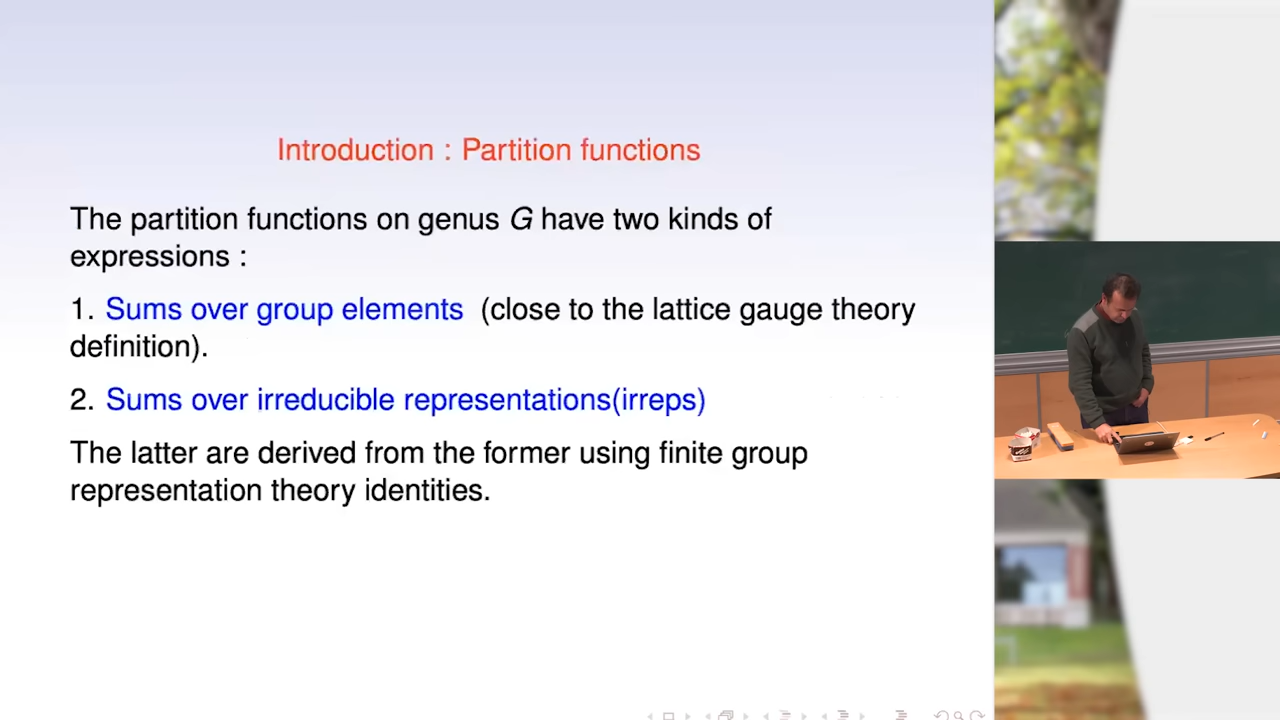 Introduction : Partition functions
The partition functions on genus G have two kinds of
expressions :
1. Sums over group elements (close to the lattice gauge theory
definition).
2. Sums over irreducible representations(irreps)
The latter are derived from the former using finite group
representation theory identities.